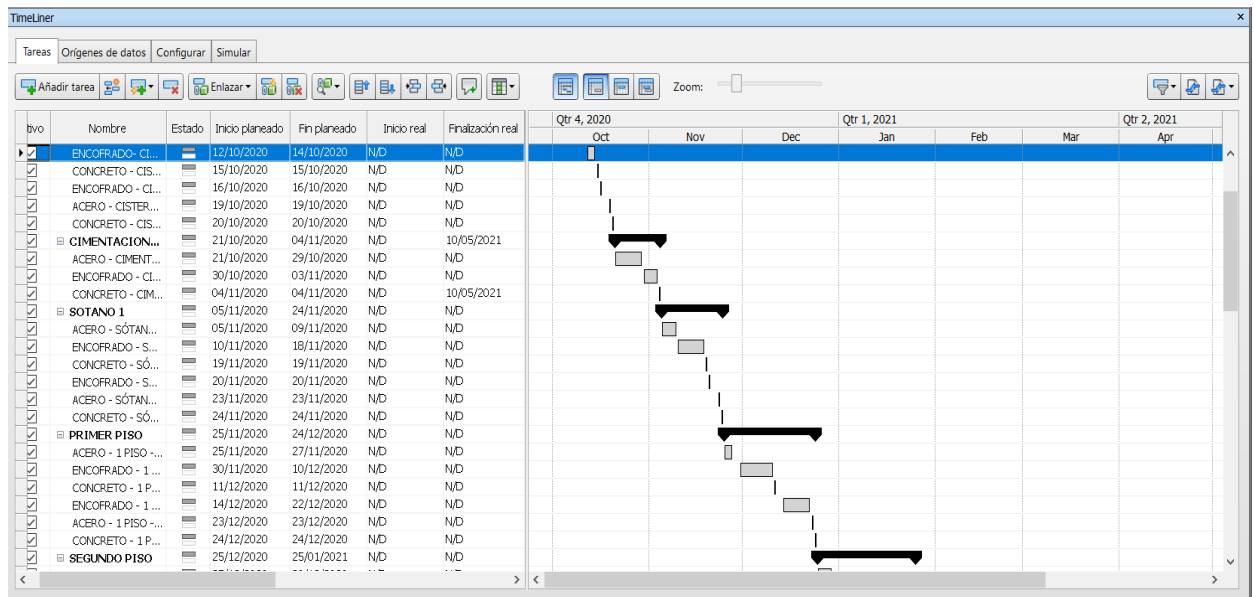 TimeLiner x
Tareas Orígenes de datos Configurar Simular
Añadir tarea Enlazar Zoom:
tivo Nombre Estado Inicio planeado Fin planeado Inicio real Finalización real
Qtr 4, 2020 Qtr 1, 2021 Qtr 2, 2021
Oct Nov Dec Jan Feb Mar Apr
ENCOFRADO- CI... 12/10/2020 14/10/2020 N/D N/D
CONCRETO - CIS... 15/10/2020 15/10/2020 N/D N/D
ENCOFRADO - CI... 16/10/2020 16/10/2020 N/D N/D
ACERO - CISTER... 19/10/2020 19/10/2020 N/D N/D
CONCRETO - CIS... 20/10/2020 20/10/2020 N/D N/D
CIMENTACION... 21/10/2020 04/11/2020 N/D 10/05/2021
ACERO - CIMENT... 21/10/2020 29/10/2020 N/D N/D
ENCOFRADO - CI... 30/10/2020 03/11/2020 N/D N/D
CONCRETO - CIM... 04/11/2020 04/11/2020 N/D 10/05/2021
SOTANO 1 05/11/2020 24/11/2020 N/D N/D
ACERO - SÓTAN... 05/11/2020 09/11/2020 N/D N/D
ENCOFRADO - S... 10/11/2020 18/11/2020 N/D N/D
CONCRETO - SÓ... 19/11/2020 19/11/2020 N/D N/D
ENCOFRADO - S... 20/11/2020 20/11/2020 N/D N/D
ACERO - SÓTAN... 23/11/2020 23/11/2020 N/D N/D
CONCRETO - SÓ... 24/11/2020 24/11/2020 N/D N/D
PRIMER PISO 25/11/2020 24/12/2020 N/D N/D
ACERO - 1 PISO -... 25/11/2020 27/11/2020 N/D N/D
ENCOFRADO - 1 ... 30/11/2020 10/12/2020 N/D N/D
CONCRETO - 1 P... 11/12/2020 11/12/2020 N/D N/D
ENCOFRADO - 1 ... 14/12/2020 22/12/2020 N/D N/D
ACERO - 1 PISO -... 23/12/2020 23/12/2020 N/D N/D
CONCRETO - 1 P... 24/12/2020 24/12/2020 N/D N/D
SEGUNDO PISO 25/12/2020 25/01/2021 N/D N/D